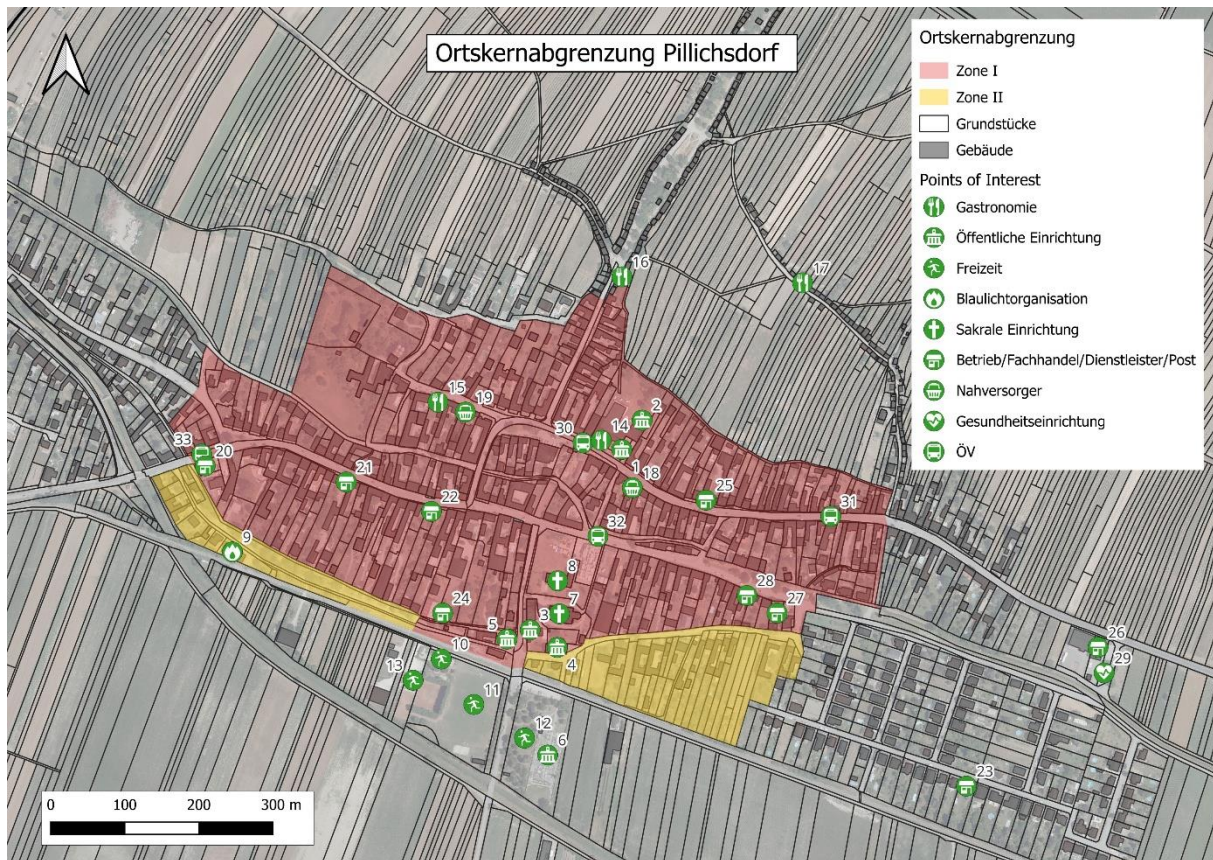 Ortskernabgrenzung Pillichsdorf
Ortskernabgrenzung
Zone I
Zone II
Grundstücke
Gebäude
Points of Interest
Gastronomie
Öffentliche Einrichtung
Freizeit
Blaulichtorganisation
Sakrale Einrichtung
Betrieb/Fachhandel/Dienstleister/Post
Nahversorger
Gesundheitseinrichtung
ÖV
16
17
15
19
2
30
14
33
20
1
18
21
25
22
31
32
9
8
28
24
7
27
5
3
26
10
4
29
13
11
12
6
23
0 100 200 300 m